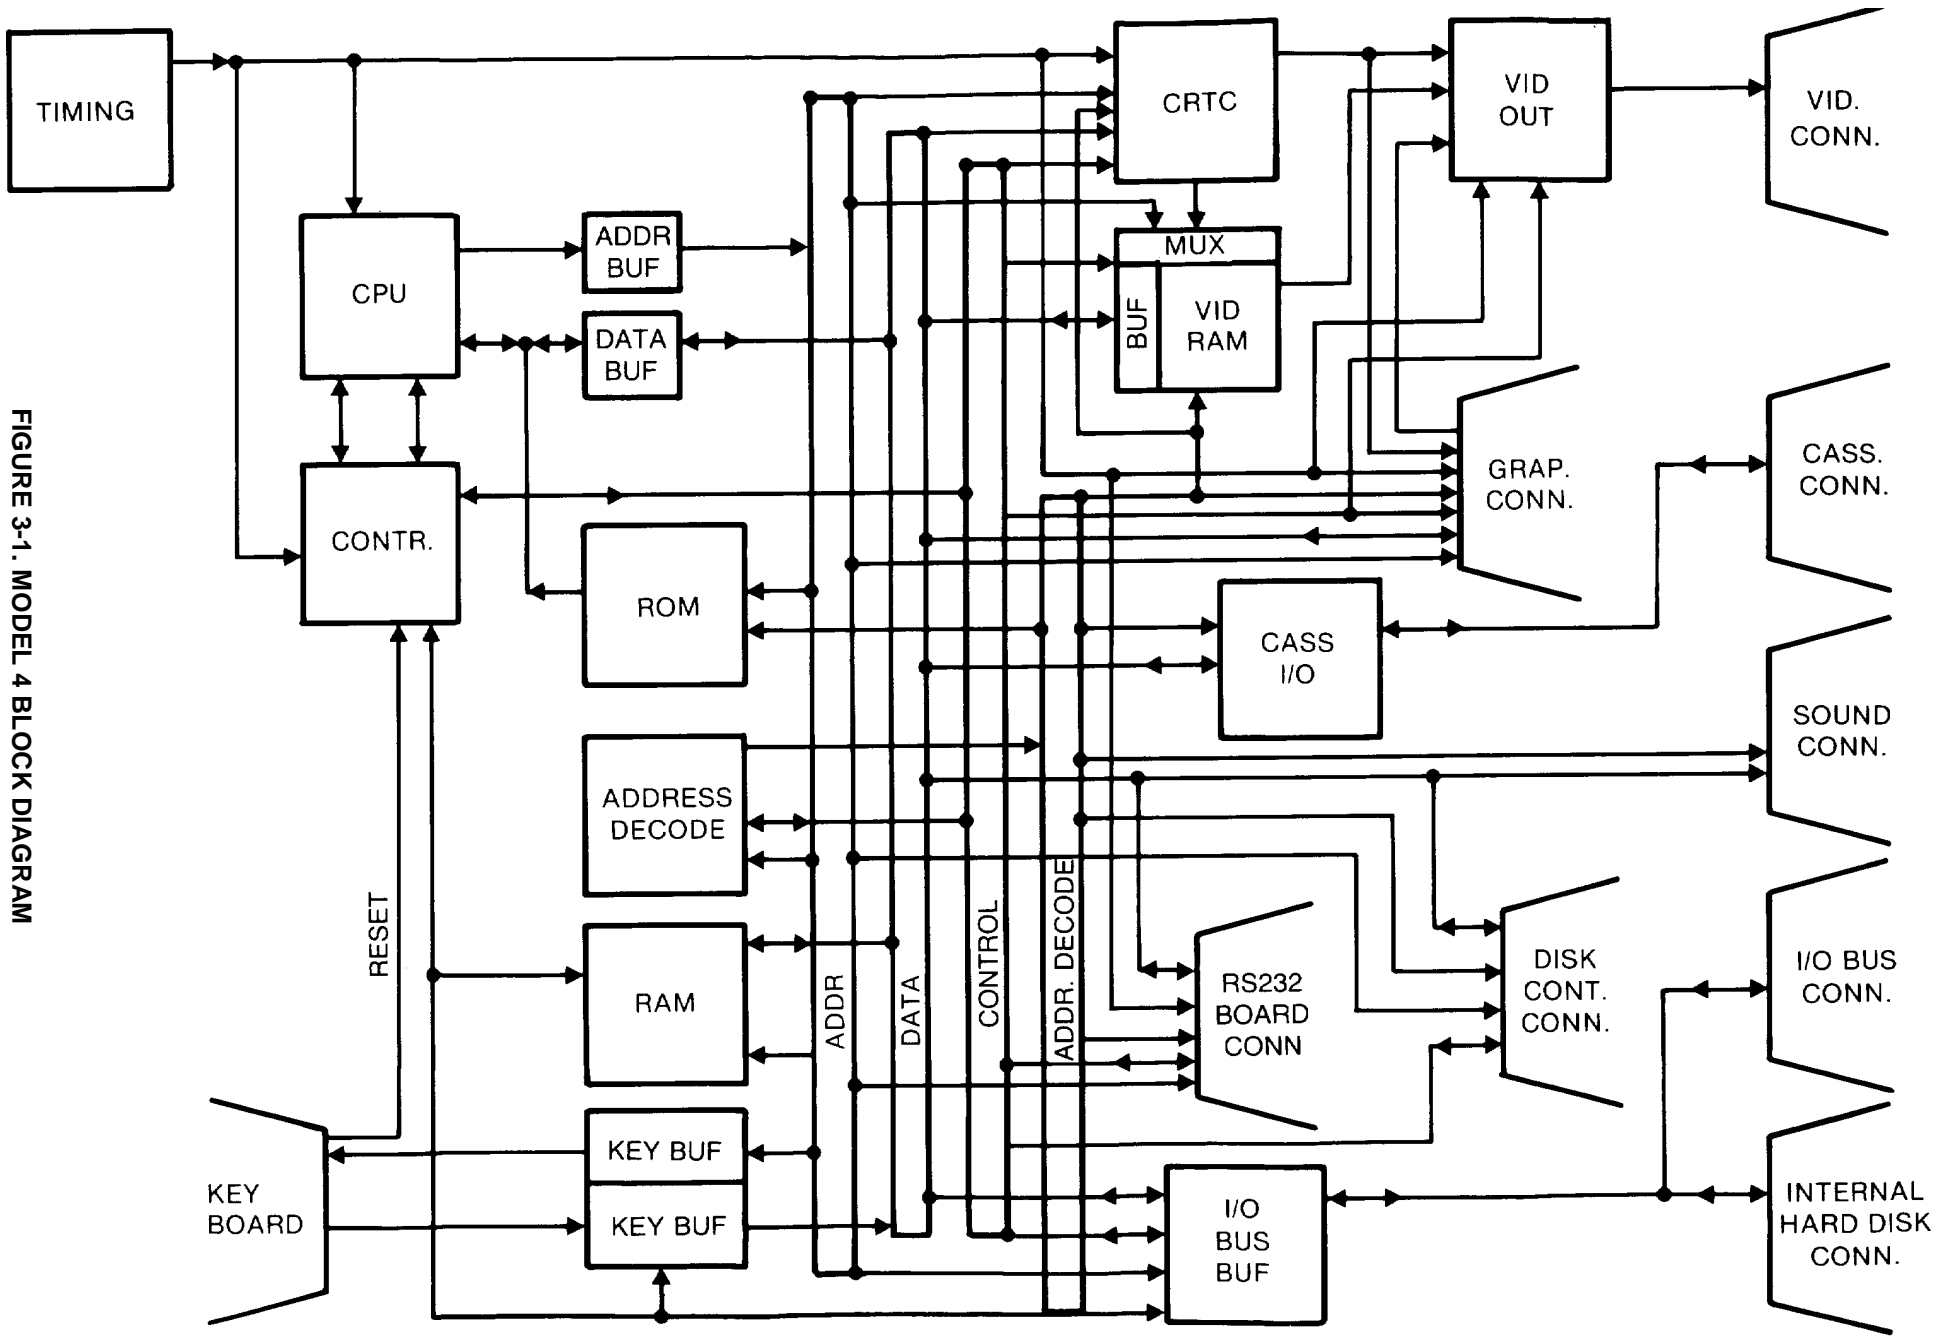 TIMING
CRTC
VID
OUT
VID.
CONN.
ADDR
BUF
CPU
DATA
BUF
MUX
BUF
VID
RAM
GRAP.
CONN.
CASS.
CONN.
CONTR.
ROM
CASS
I/O
SOUND
CONN.
ADDRESS
DECODE
RESET
RAM
ADDR
DATA
CONTROL
ADDR. DECODE
RS232
BOARD
CONN
DISK
CONT.
CONN.
I/O BUS
CONN.
KEY BUF
KEY BUF
KEY
BOARD
I/O
BUS
BUF
INTERNAL
HARD DISK
CONN.
FIGURE 3-1. MODEL 4 BLOCK DIAGRAM